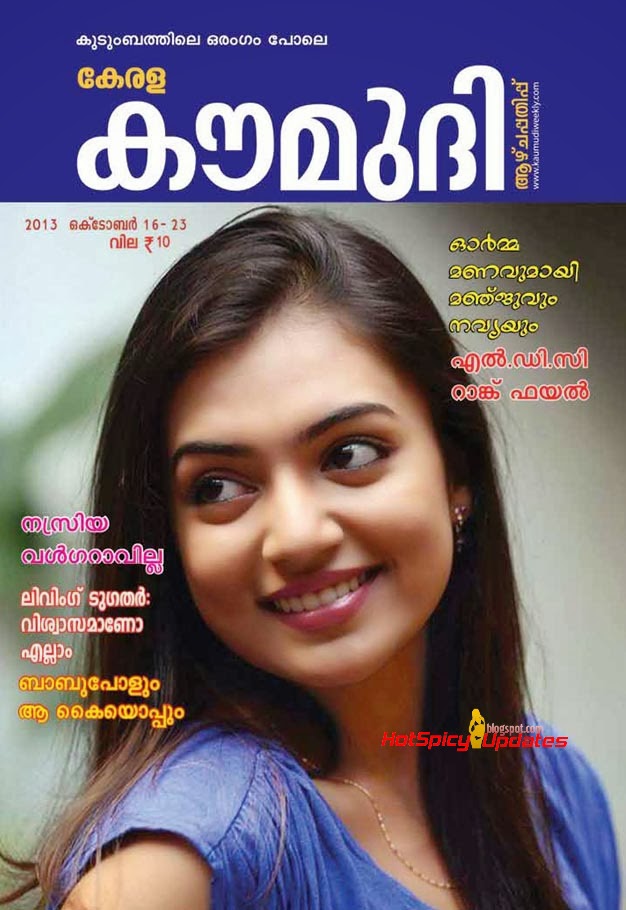 കുടുംബത്തിലെ ഒരംഗം പോലെ
കേരള
കൗമുദി
ആഴ്ചപ്പതിപ്പ്
www.kaumudiweekly.com
2013 ഒക്ടോബർ 16-23
വില ₹10
ഓർമ്മ
മണവുമായി
മഞ്ജുവും
നവ്യയും
എൽ.ഡി.സി
റാങ്ക് ഫയൽ
നസ്രിയ
വൾഗറാവില്ല
ലിവിംഗ് ടുഗതർ:
വിശ്വാസമാണോ
എല്ലാം
ബാബുപോളും
ആ കൈയൊപ്പും
blogspot.com
HotSpicy Updates